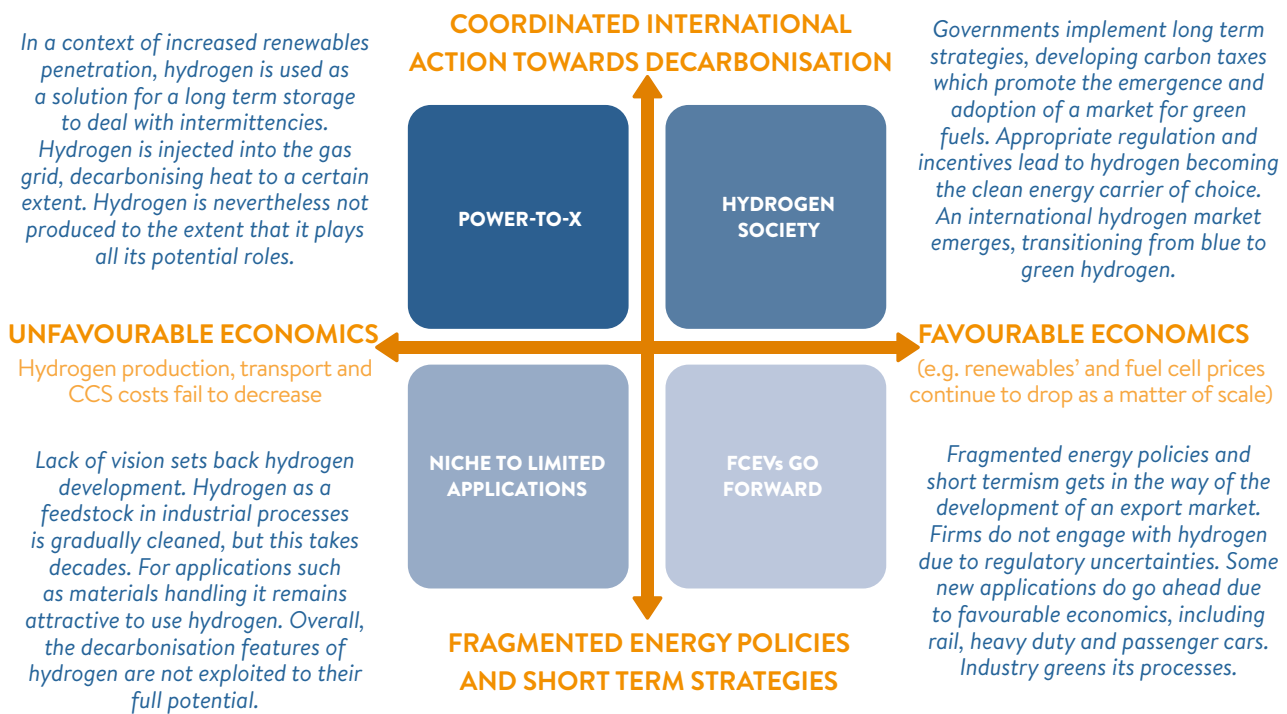 COORDINATED INTERNATIONAL
ACTION TOWARDS DECARBONISATION
In a context of increased renewables
penetration, hydrogen is used as
a solution for a long term storage
to deal with intermittencies.
Hydrogen is injected into the gas
grid, decarbonising heat to a certain
extent. Hydrogen is nevertheless not
produced to the extent that it plays
all its potential roles.
POWER-TO-X
HYDROGEN
SOCIETY
Governments implement long term
strategies, developing carbon taxes
which promote the emergence and
adoption of a market for green
fuels. Appropriate regulation and
incentives lead to hydrogen becoming
the clean energy carrier of choice.
An international hydrogen market
emerges, transitioning from blue to
green hydrogen.
UNFAVOURABLE ECONOMICS
Hydrogen production, transport and
CCS costs fail to decrease
FAVOURABLE ECONOMICS
(e.g. renewables’ and fuel cell prices
continue to drop as a matter of scale)
Lack of vision sets back hydrogen
development. Hydrogen as a
feedstock in industrial processes
is gradually cleaned, but this takes
decades. For applications such
as materials handling it remains
attractive to use hydrogen. Overall,
the decarbonisation features of
hydrogen are not exploited to their
full potential.
NICHE TO LIMITED
APPLICATIONS
FCEVs GO
FORWARD
Fragmented energy policies and
short termism gets in the way of the
development of an export market.
Firms do not engage with hydrogen
due to regulatory uncertainties. Some
new applications do go ahead due
to favourable economics, including
rail, heavy duty and passenger cars.
Industry greens its processes.
FRAGMENTED ENERGY POLICIES
AND SHORT TERM STRATEGIES